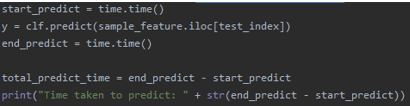 start_predict = time.time()
y = clf.predict(sample_feature.iloc[test_index])
end_predict = time.time()
total_predict_time = end_predict - start_predict
print("Time taken to predict: " + str(end_predict - start_predict))